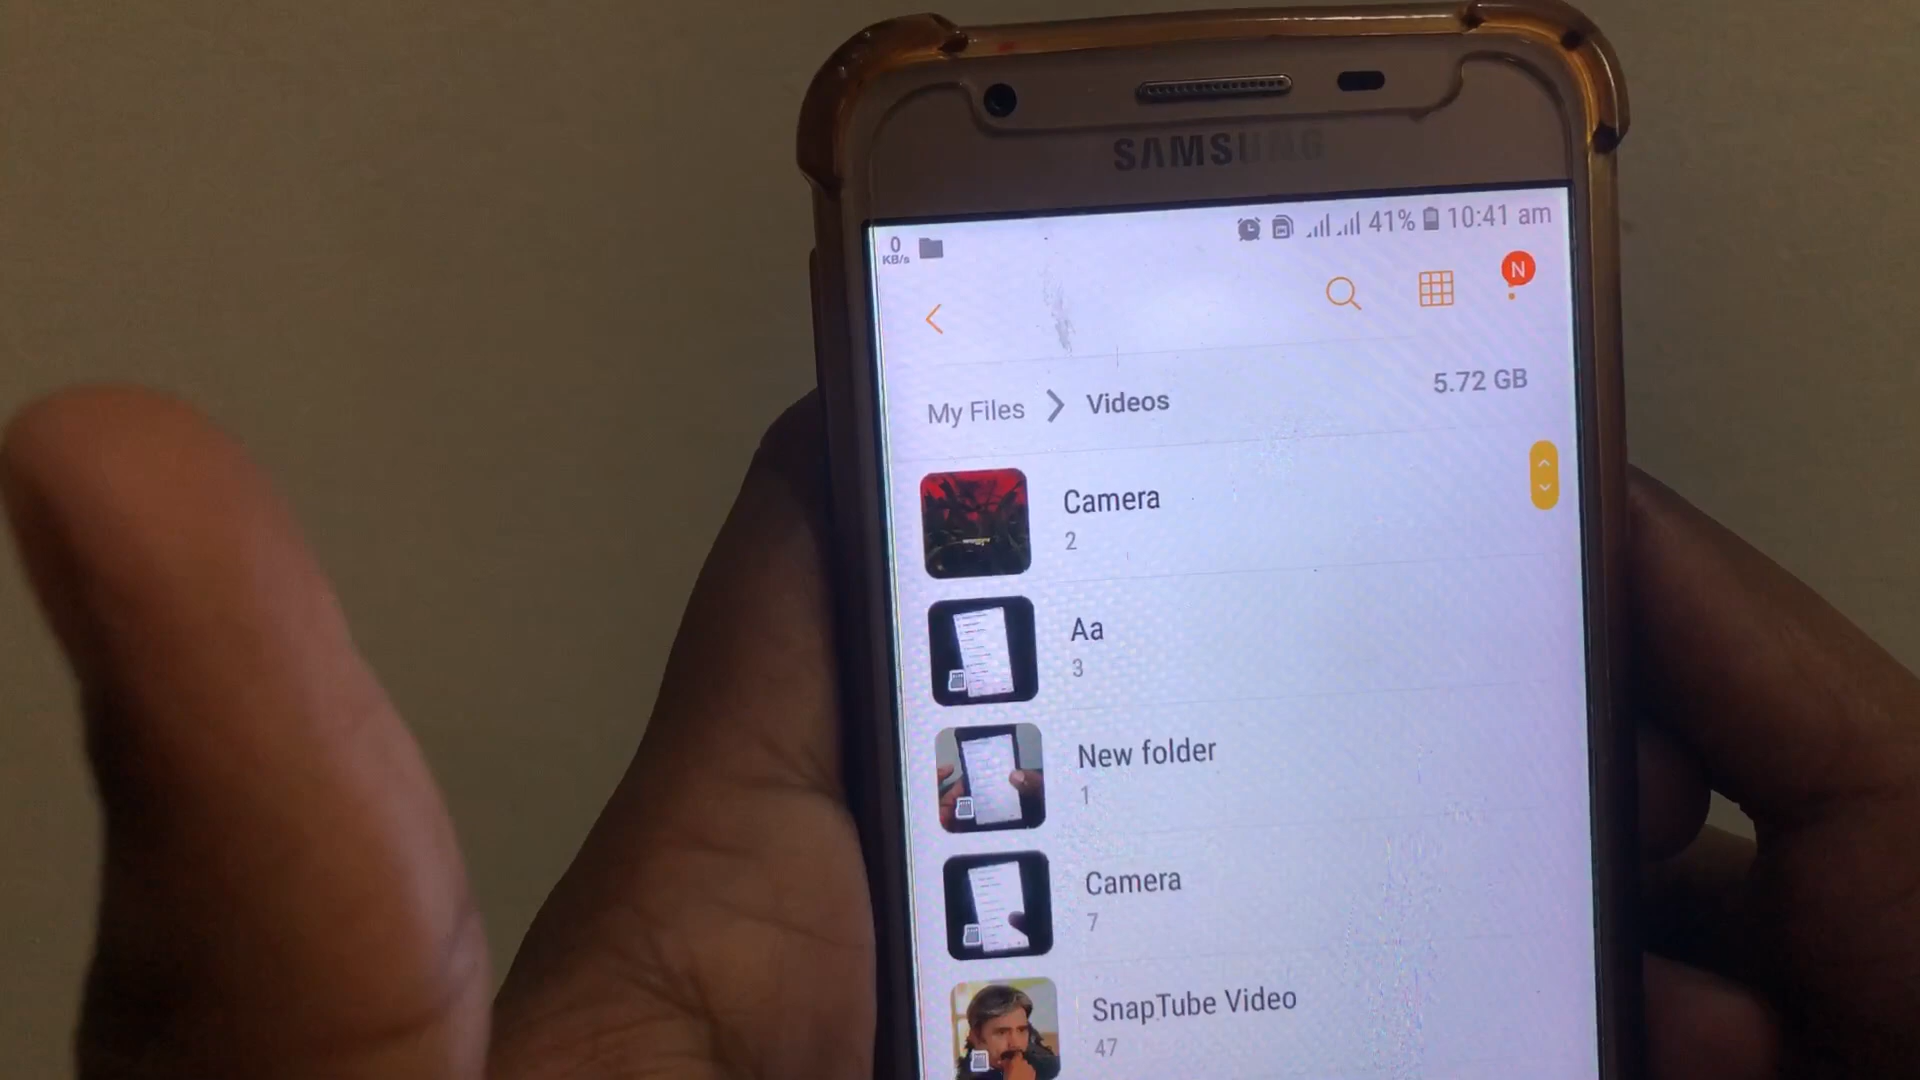 SAMSUNG
0
KB/s
41% 10:41 am
N
My Files > Videos
5.72 GB
Camera
2
Aa
3
New folder
1
Camera
7
SnapTube Video
47